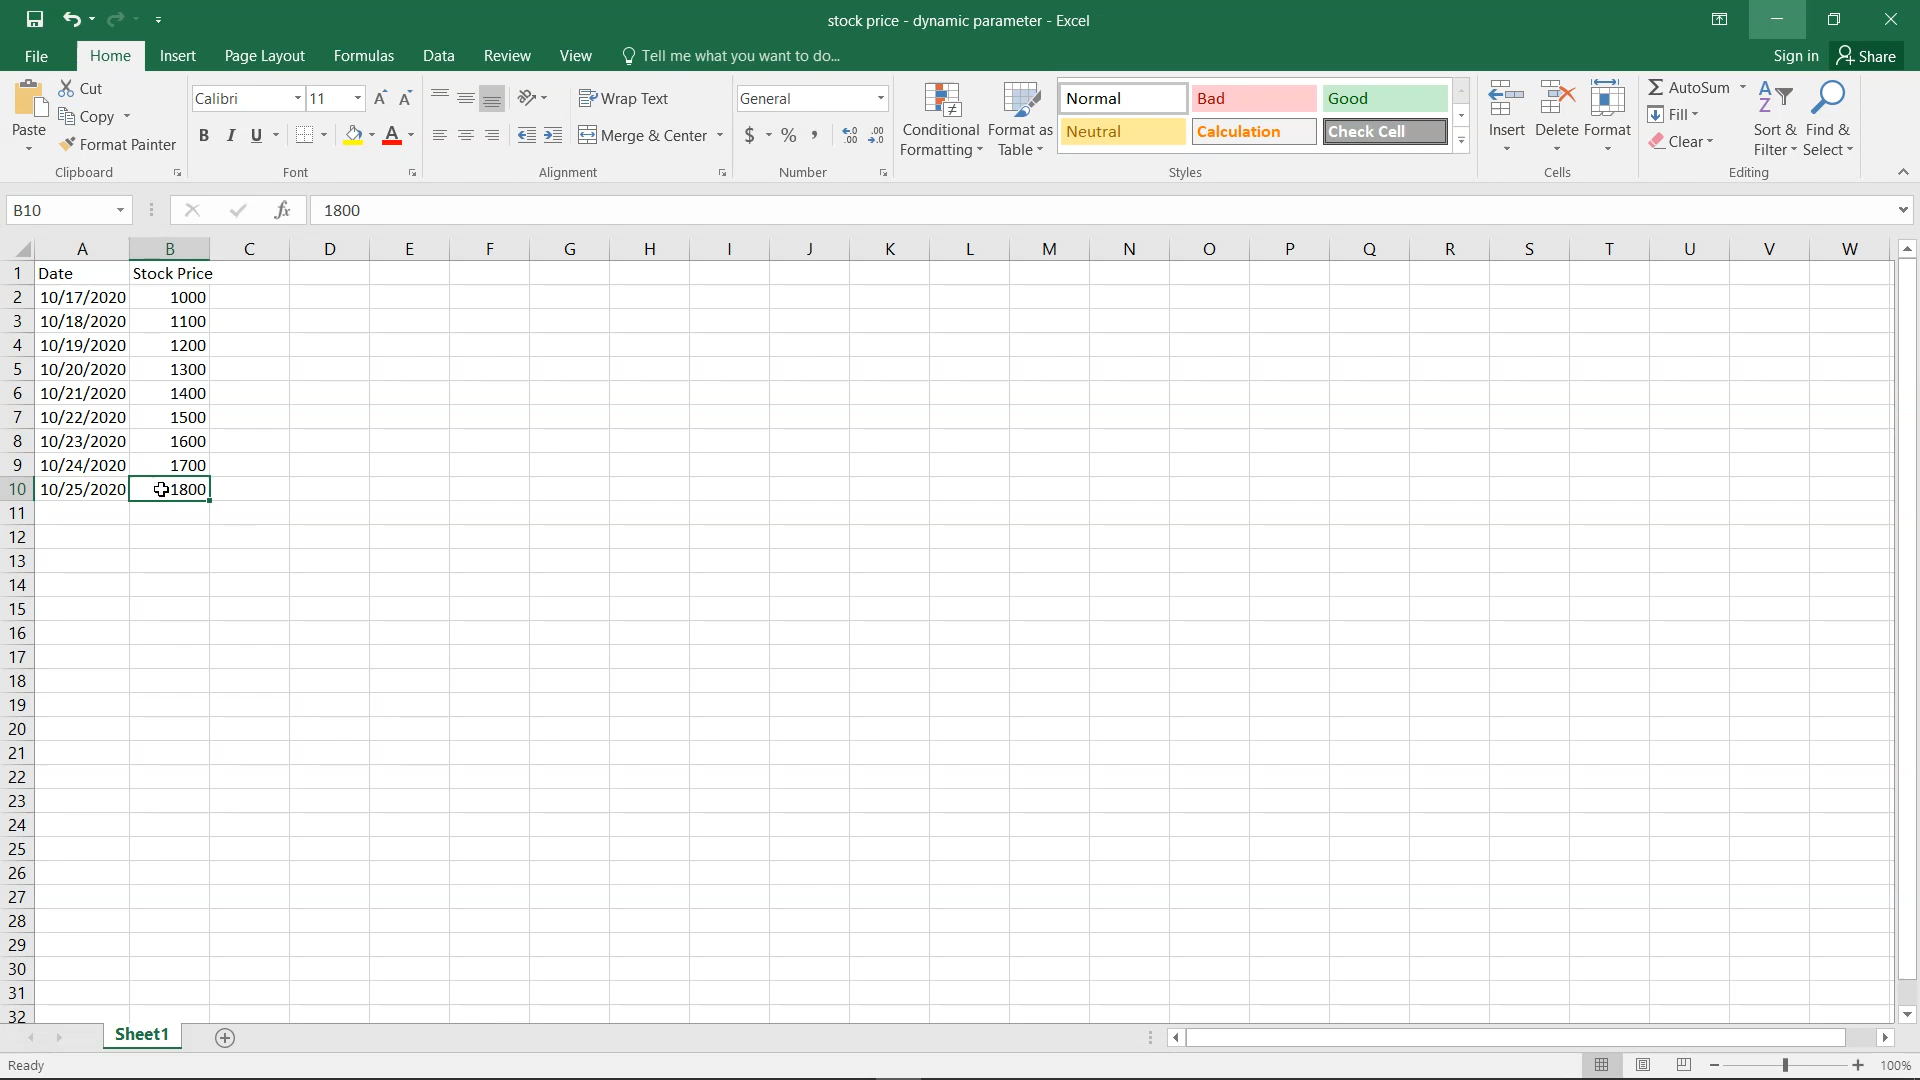 stock price - dynamic parameter - Excel
File Home Insert Page Layout Formulas Data Review View Tell me what you want to do... Sign in Share
Paste
Cut
Copy
Format Painter
Clipboard
Calibri 11
B I U
Font
Wrap Text
Merge & Center
Alignment
General
$ % ,
Number
Conditional Formatting
Format as Table
Normal Bad Good
Neutral Calculation Check Cell
Styles
Insert Delete Format
Cells
AutoSum
Fill
Clear
Sort & Filter
Find & Select
Editing
B10 fx 1800
A B C D E F G H I J K L M N O P Q R S T U V W
1 Date Stock Price
2 10/17/2020 1000
3 10/18/2020 1100
4 10/19/2020 1200
5 10/20/2020 1300
6 10/21/2020 1400
7 10/22/2020 1500
8 10/23/2020 1600
9 10/24/2020 1700
10 10/25/2020 1800
11
12
13
14
15
16
17
18
19
20
21
22
23
24
25
26
27
28
29
30
31
32
Sheet1
Ready 100%